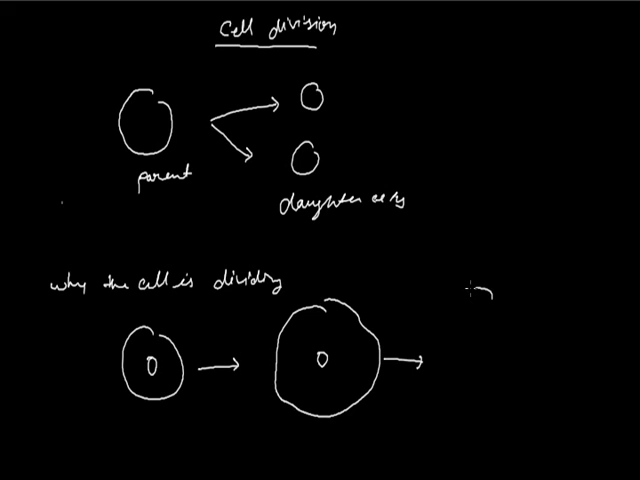 Cell division
parent
daughter cells
why the cell is dividing